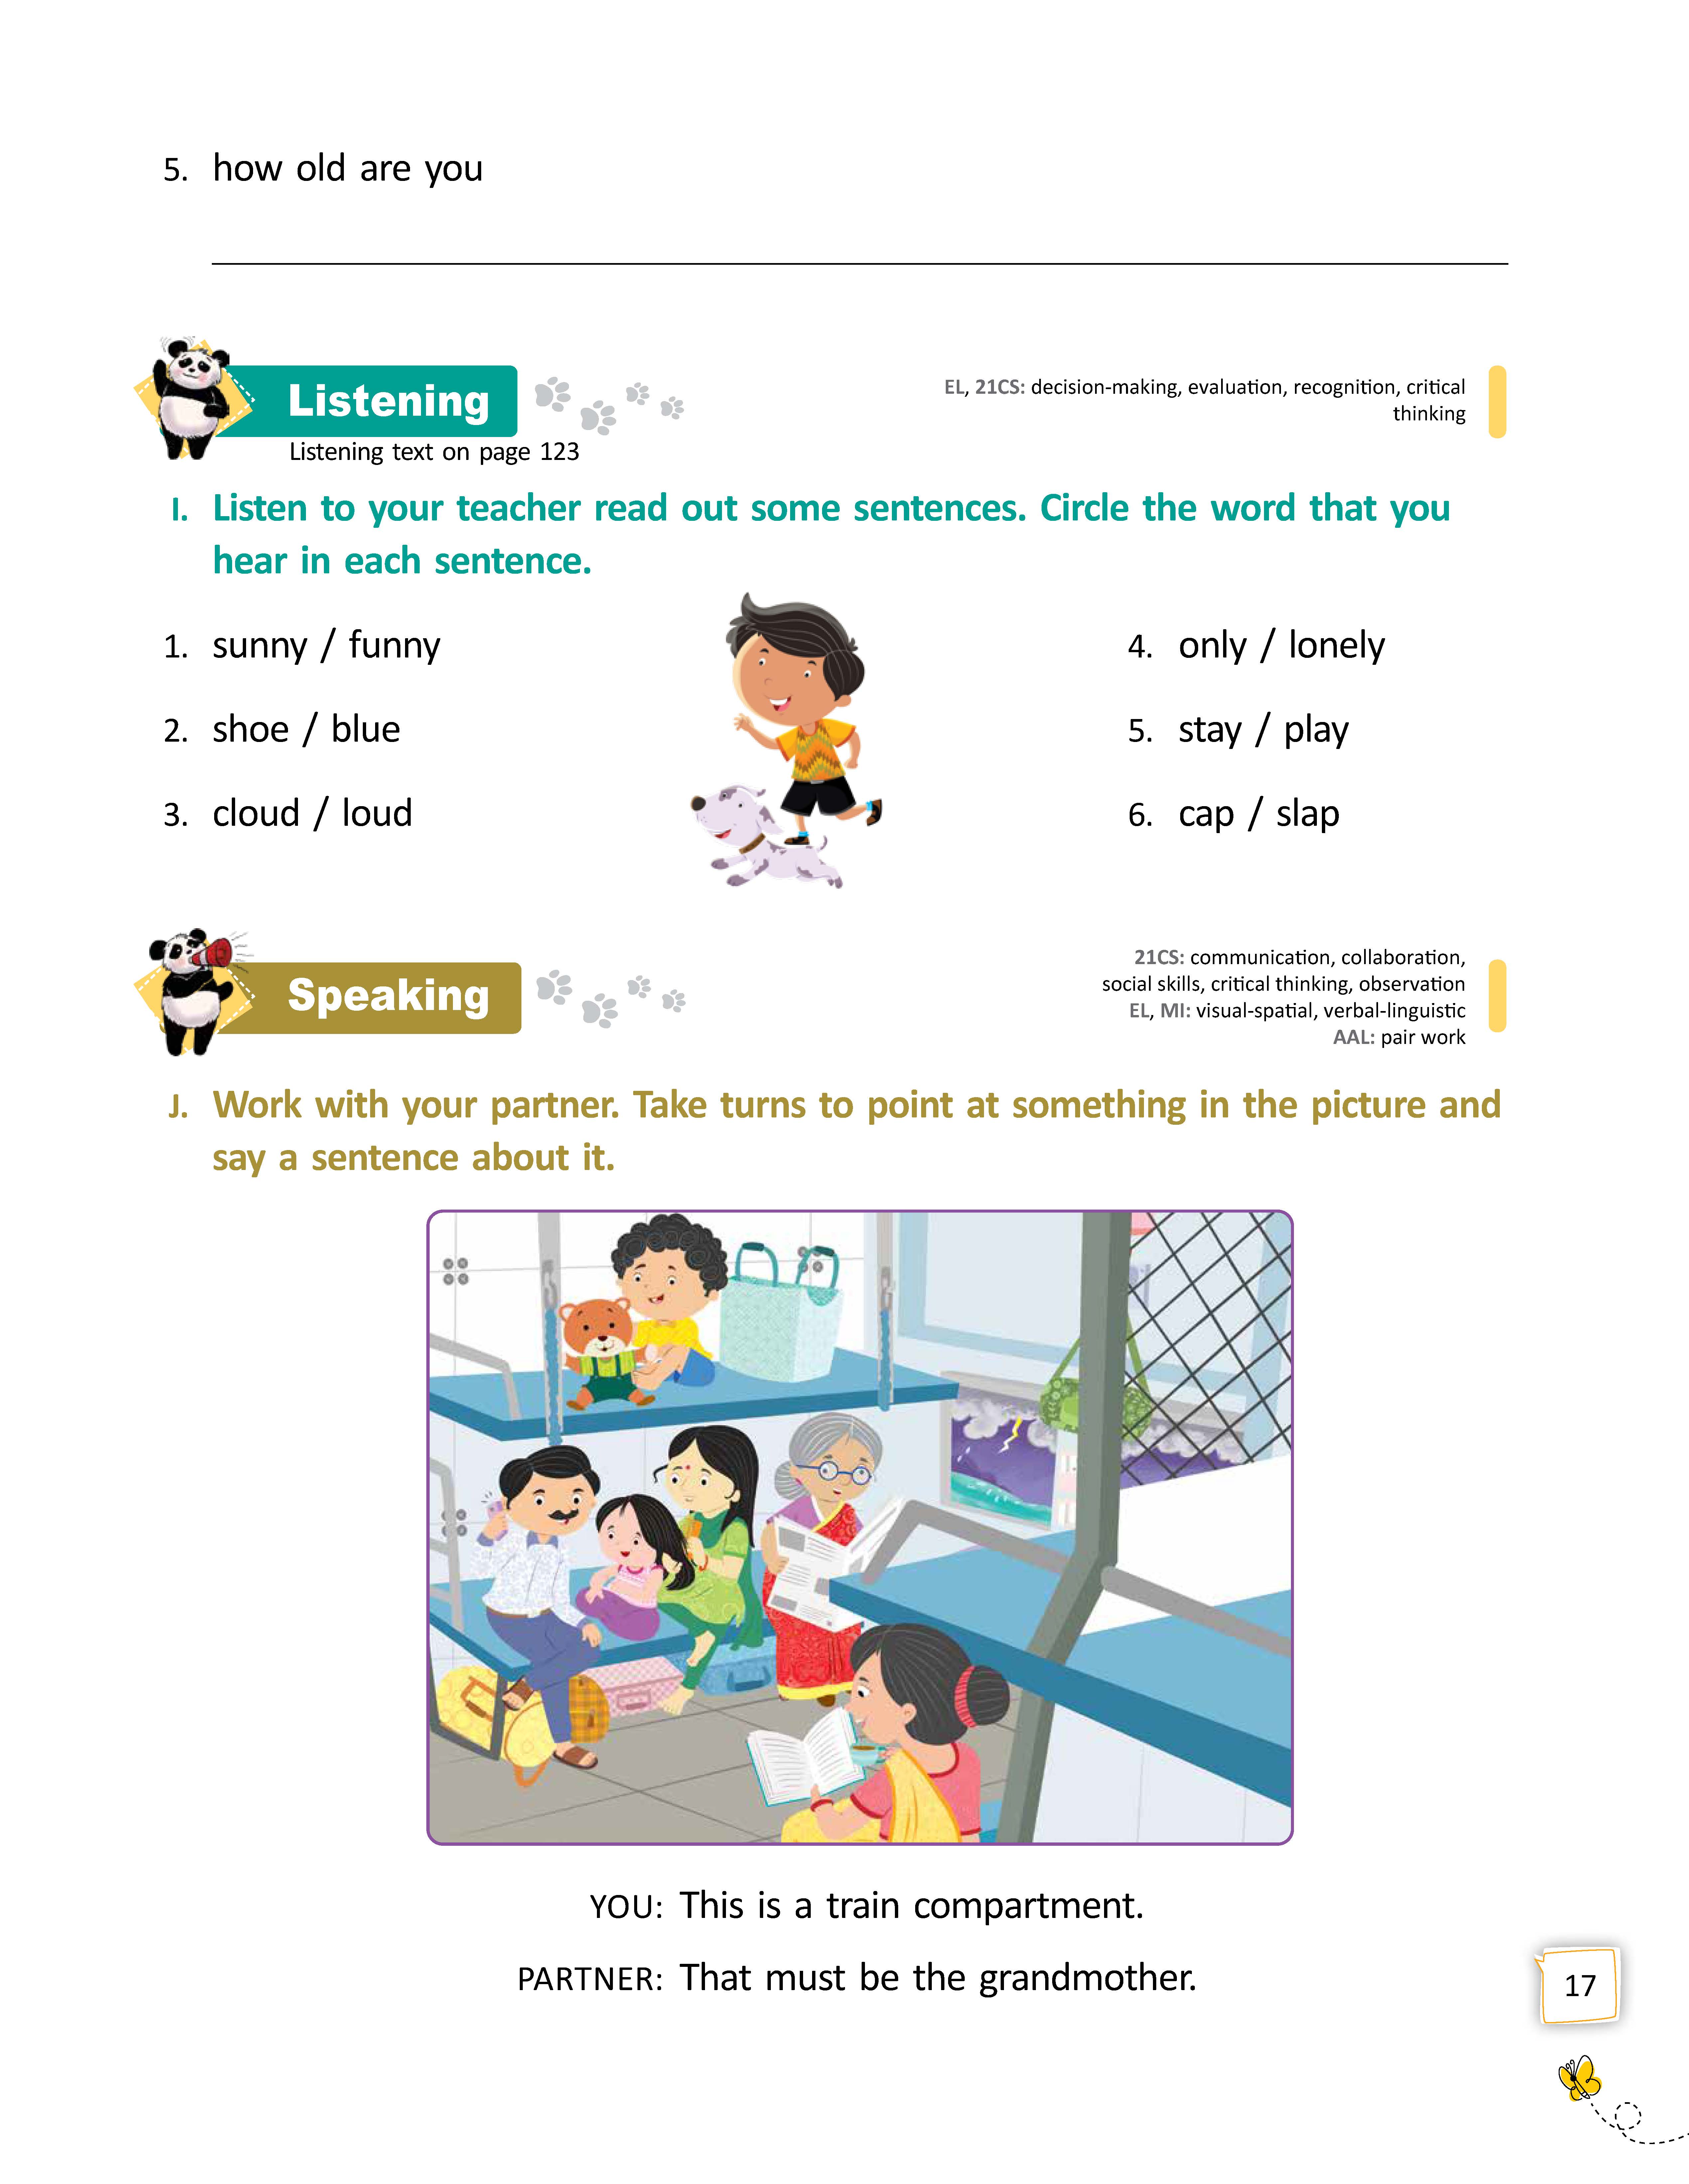 5. how old are you
Listening
Listening text on page 123
EL, 21CS: decision-making, evaluation, recognition, critical
thinking
I. Listen to your teacher read out some sentences. Circle the word that you
hear in each sentence.
1. sunny / funny
2. shoe / blue
3. cloud / loud
4. only / lonely
5. stay / play
6. cap / slap
Speaking
21CS: communication, collaboration,
social skills, critical thinking, observation
EL, MI: visual-spatial, verbal-linguistic
AAL: pair work
J. Work with your partner. Take turns to point at something in the picture and
say a sentence about it.
YOU: This is a train compartment.
PARTNER: That must be the grandmother.
17